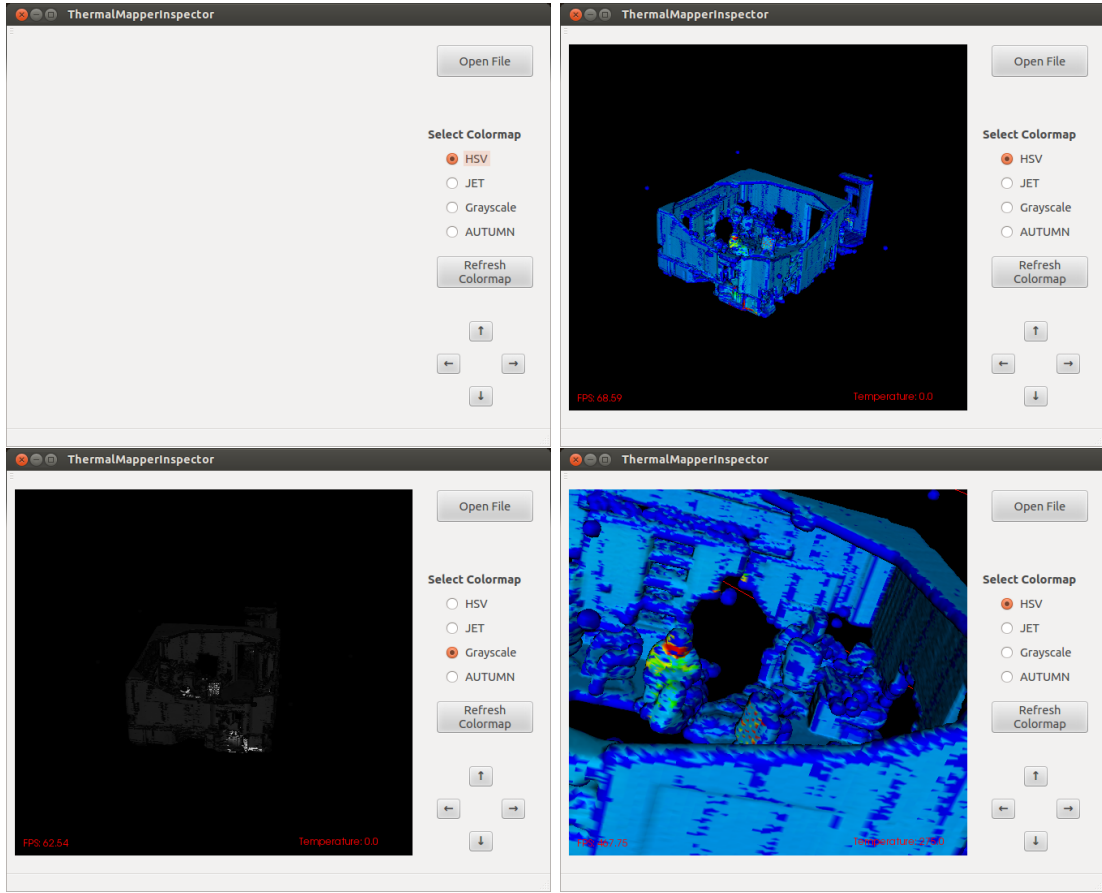 ThermalMapperInspector
Open File
Select Colormap
HSV
JET
Grayscale
AUTUMN
Refresh
Colormap
↑
← →
↓
ThermalMapperInspector
Open File
Select Colormap
HSV
JET
Grayscale
AUTUMN
Refresh
Colormap
↑
← →
↓
FPS: 68.59
Temperature: 0.0
ThermalMapperInspector
Open File
Select Colormap
HSV
JET
Grayscale
AUTUMN
Refresh
Colormap
↑
← →
↓
FPS: 62.54
Temperature: 0.0
ThermalMapperInspector
Open File
Select Colormap
HSV
JET
Grayscale
AUTUMN
Refresh
Colormap
↑
← →
↓
Temperature: